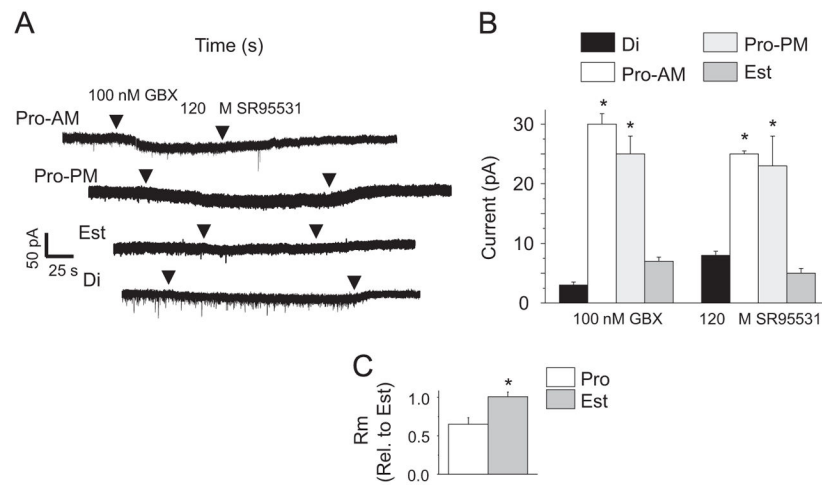 A
Time (s)
100 nM GBX
120 M SR95531
Pro-AM
Pro-PM
Est
Di
50 pA
25 s
B
Di
Pro-PM
Pro-AM
Est
Current (pA)
30
20
10
0
* * * *
100 nM GBX
120 M SR95531
C
Rm
(Rel. to Est)
1.0
0.5
0.0
*
Pro
Est